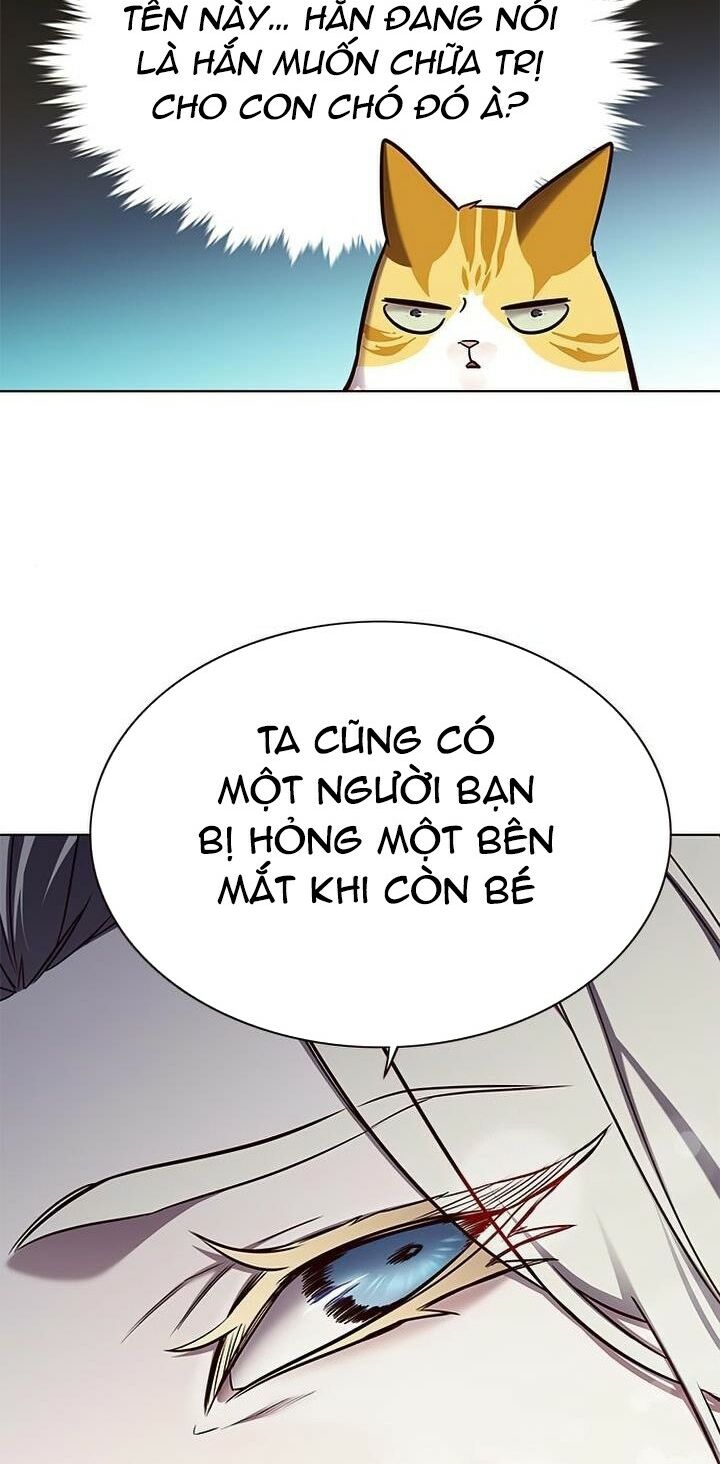 TÊN NÀY... HẮN ĐANG NÓI
LÀ HẮN MUỐN CHỮA TRỊ
CHO CON CHÓ ĐÓ À?
TA CŨNG CÓ
MỘT NGƯỜI BẠN
BỊ HỎNG MỘT BÊN
MẮT KHI CÒN BÉ